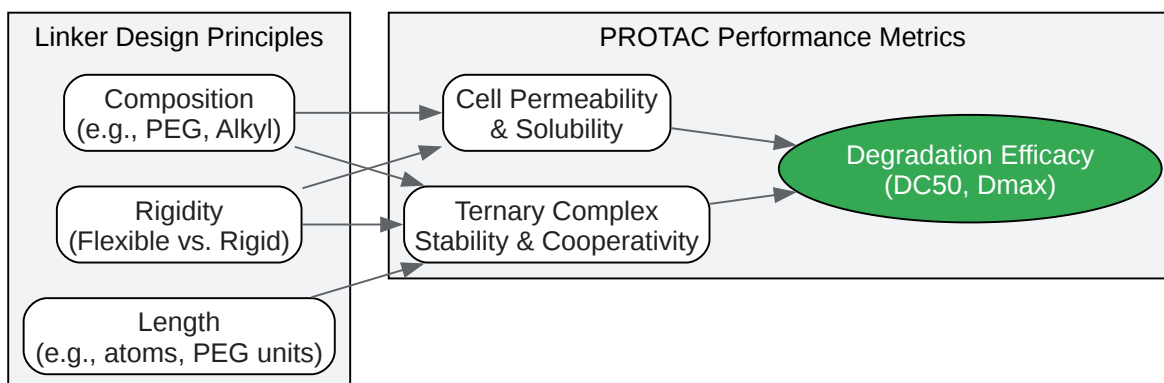 Linker Design Principles
Composition
(e.g., PEG, Alkyl)
Rigidity
(Flexible vs. Rigid)
Length
(e.g., atoms, PEG units)
PROTAC Performance Metrics
Cell Permeability
& Solubility
Ternary Complex
Stability & Cooperativity
Degradation Efficacy
(DC50, Dmax)